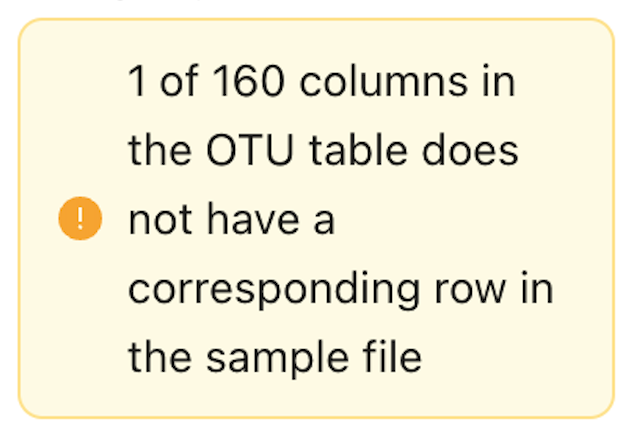 1 of 160 columns in
the OTU table does
not have a
corresponding row in
the sample file